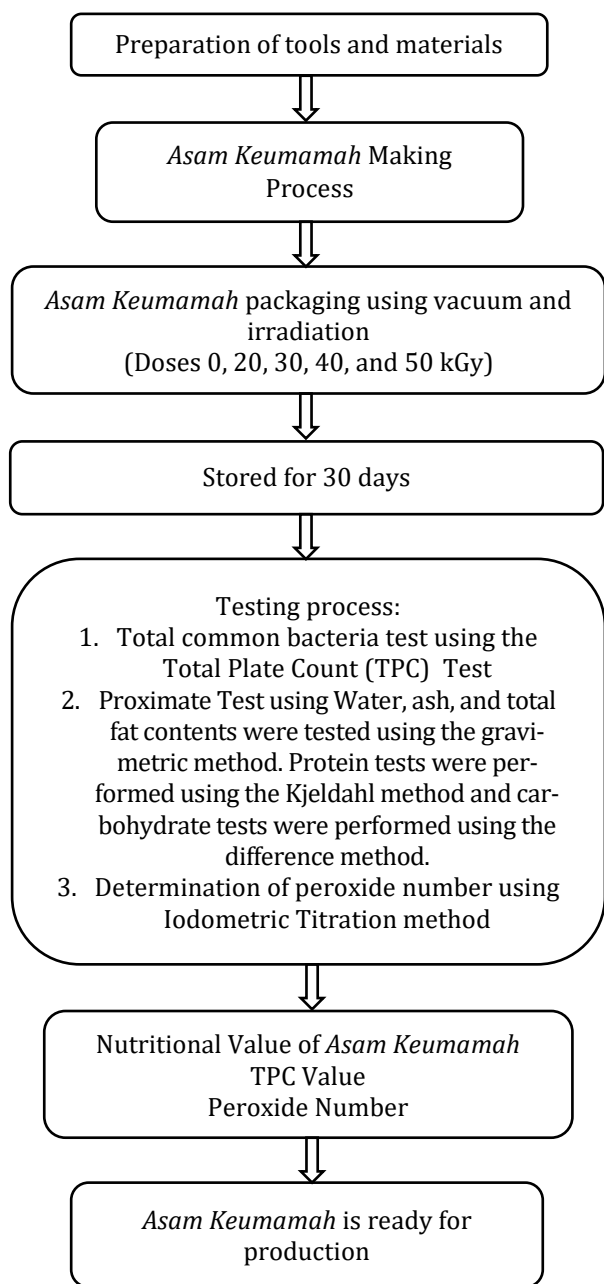 Preparation of tools and materials
Asam Keumamah Making
Process
Asam Keumamah packaging using vacuum and
irradiation
(Doses 0, 20, 30, 40, and 50 kGy)
Stored for 30 days
Testing process:
1. Total common bacteria test using the
Total Plate Count (TPC) Test
2. Proximate Test using Water, ash, and total
fat contents were tested using the gravi-
metric method. Protein tests were per-
formed using the Kjeldahl method and car-
bohydrate tests were performed using the
difference method.
3. Determination of peroxide number using
Iodometric Titration method
Nutritional Value of Asam Keumamah
TPC Value
Peroxide Number
Asam Keumamah is ready for
production